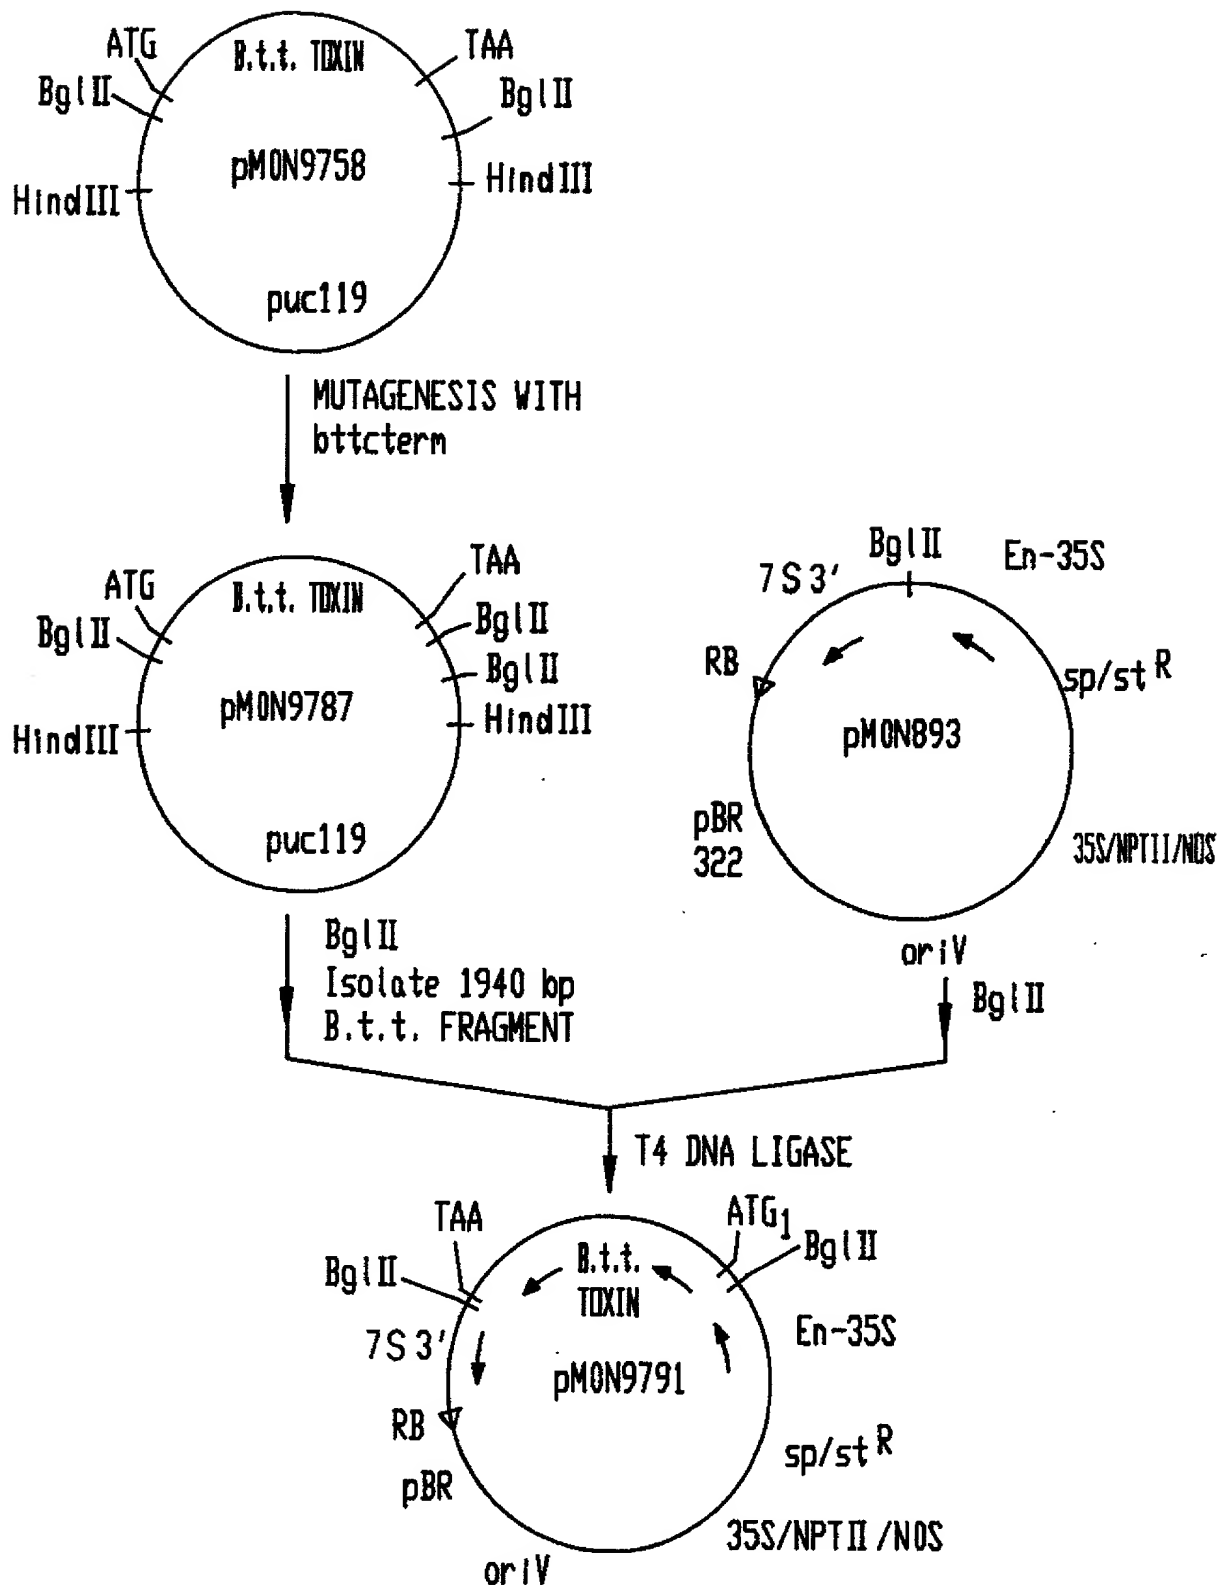 ATG
B.t.t. TOXIN
TAA
BglII
BglII
pMON9758
HindIII
HindIII
puc119
MUTAGENESIS WITH
bttcterm
ATG
B.t.t. TOXIN
TAA
BglII
BglII
BglII
pMON9787
HindIII
HindIII
puc119
BglII
En-35S
7S 3'
RB
sp/st R
pMON893
pBR
322
35S/NPTII/NOS
oriV
BglII
Isolate 1940 bp
B.t.t. FRAGMENT
BglII
T4 DNA LIGASE
TAA
ATG1
BglII
BglII
B.t.t.
TOXIN
7S 3'
En-35S
pMON9791
RB
sp/st R
pBR
35S/NPTII/NOS
oriV